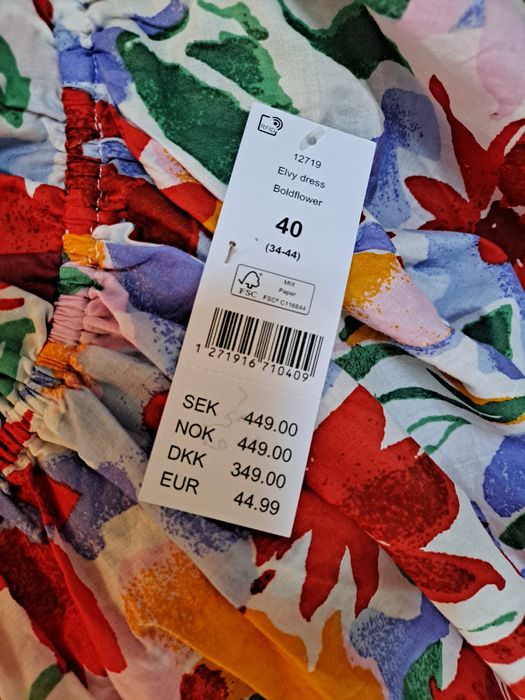 RFID
12719
Elvy dress
Boldflower
40
(34-44)
FSC
MIX
Paper
FSC® C116844
1 271916 710409
SEK 449.00
NOK 449.00
DKK 349.00
EUR 44.99